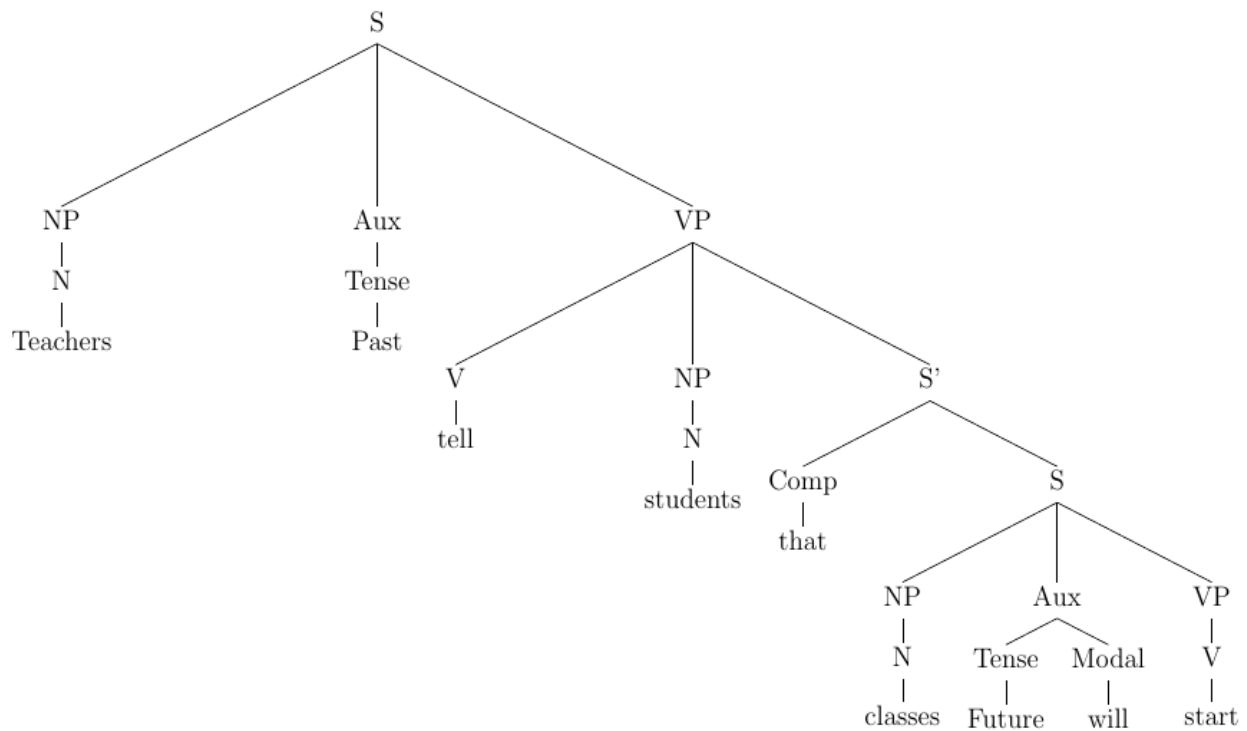 S
NP Aux VP
N Tense
Teachers Past
V NP S'
tell N
students
Comp S
that
NP Aux VP
N Tense Modal V
classes Future will start